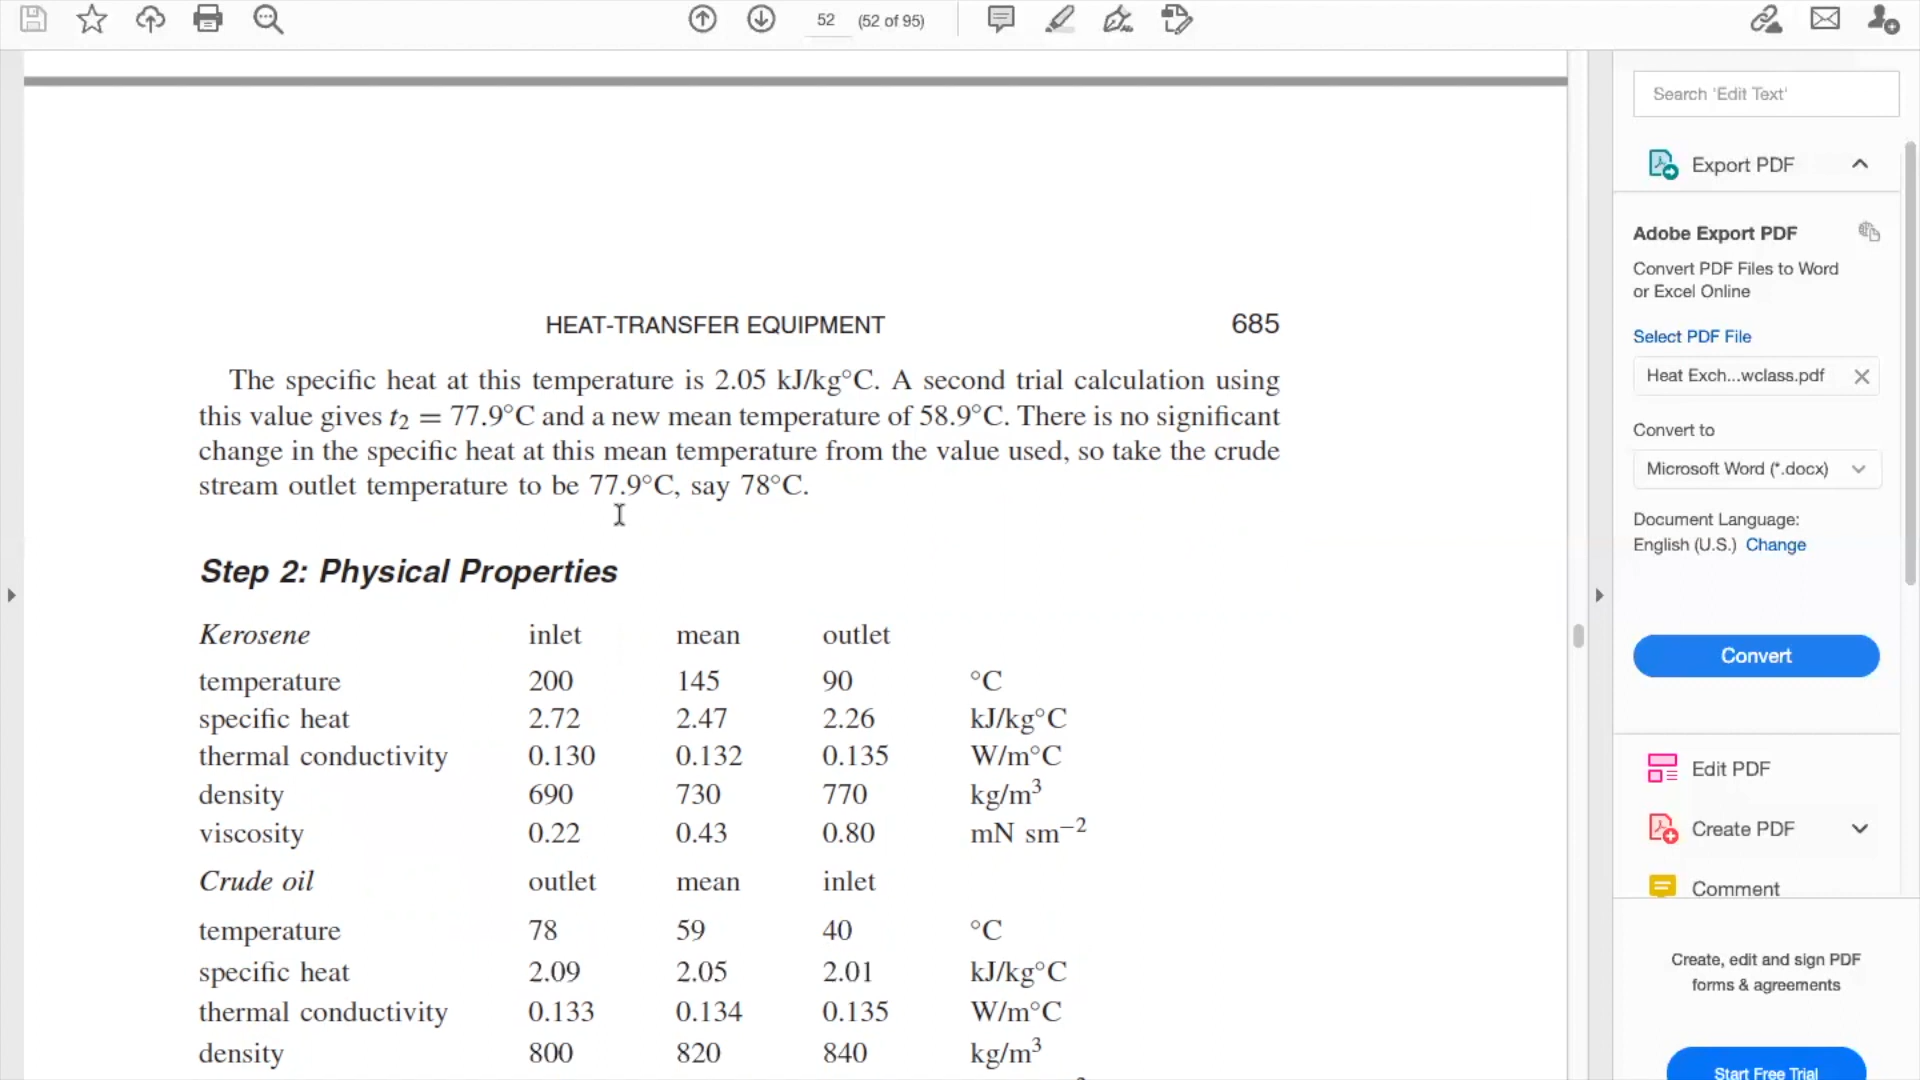 52 (52 of 95)
Search 'Edit Text'
Export PDF
Adobe Export PDF
Convert PDF Files to Word
or Excel Online
Select PDF File
Heat Exch...wclass.pdf
Convert to
Microsoft Word (*.docx)
Document Language:
English (U.S.) Change
Convert
Edit PDF
Create PDF
Comment
Create, edit and sign PDF
forms & agreements
Start Free Trial
HEAT-TRANSFER EQUIPMENT 685
The specific heat at this temperature is 2.05 kJ/kg°C. A second trial calculation using
this value gives t₂ = 77.9°C and a new mean temperature of 58.9°C. There is no significant
change in the specific heat at this mean temperature from the value used, so take the crude
stream outlet temperature to be 77.9°C, say 78°C.
Step 2: Physical Properties
Kerosene inlet mean outlet
temperature 200 145 90 °C
specific heat 2.72 2.47 2.26 kJ/kg°C
thermal conductivity 0.130 0.132 0.135 W/m°C
density 690 730 770 kg/m³
viscosity 0.22 0.43 0.80 mN sm⁻²
Crude oil outlet mean inlet
temperature 78 59 40 °C
specific heat 2.09 2.05 2.01 kJ/kg°C
thermal conductivity 0.133 0.134 0.135 W/m°C
density 800 820 840 kg/m³